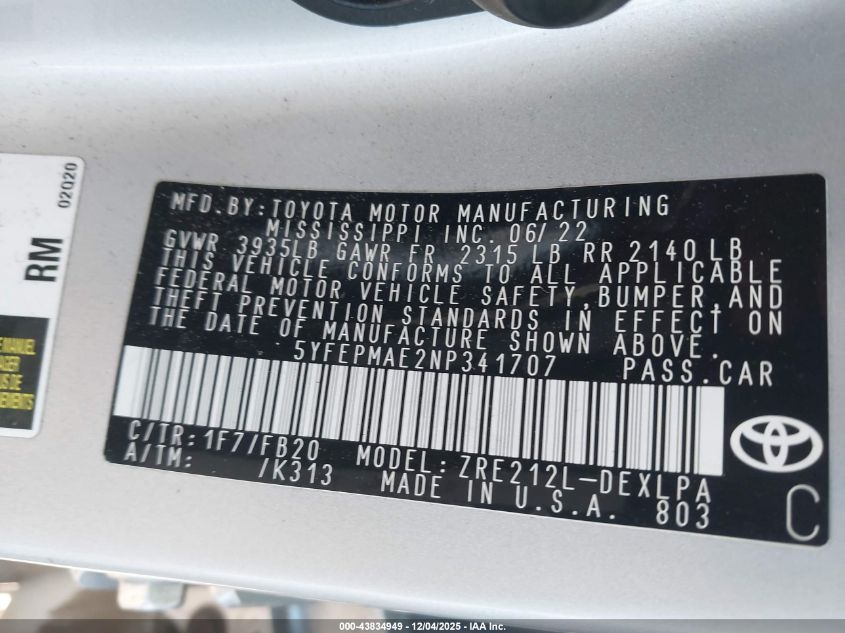 02Q20
RM
MFD.BY:TOYOTA MOTOR MANUFACTURING
MISSISSIPPI INC. 06/22
GVWR 3935LB GAWR FR 2315 LB RR 2140 LB
THIS VEHICLE CONFORMS TO ALL APPLICABLE
FEDERAL MOTOR VEHICLE SAFETY,BUMPER,AND
THEFT PREVENTION STANDARDS IN EFFECT ON
THE DATE OF MANUFACTURE SHOWN ABOVE.
5YFEPMAE2NP341707 PASS.CAR
C/TR:1F7/FB20 MODEL:ZRE212L-DEXLPA
A/TM: /K313 MADE IN U.S.A. 803
C
000-43834949 - 12/04/2025 - IAA Inc.